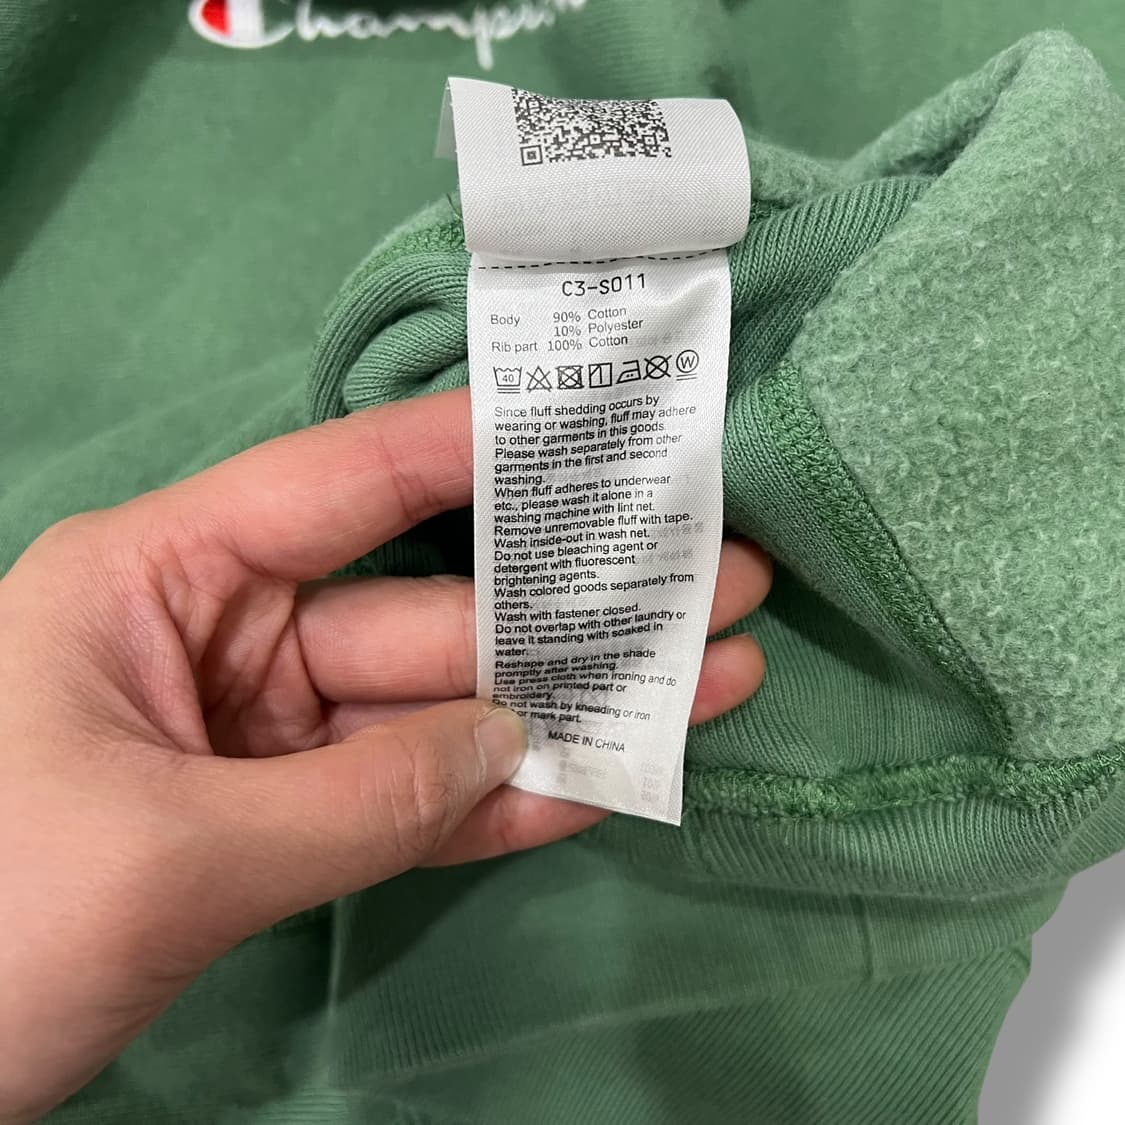 Champion
C3-S011
Body 90% Cotton
10% Polyester
Rib part 100% Cotton
40 W
Since fluff shedding occurs by
wearing or washing, fluff may adhere
to other garments in this goods.
Please wash separately from other
garments in the first and second
washing.
When fluff adheres to underwear
etc., please wash it alone in a
washing machine with lint net.
Remove unremovable fluff with tape.
Wash inside-out in wash net.
Do not use bleaching agent or
detergent with fluorescent
brightening agents.
Wash colored goods separately from
others.
Wash with fastener closed.
Do not overlap with other laundry or
leave it standing with soaked in
water.
Reshape and dry in the shade
promptly after washing.
Use press cloth when ironing and do
not iron on printed part or
embroidery.
Do not wash by kneading or iron
or mark part.
MADE IN CHINA